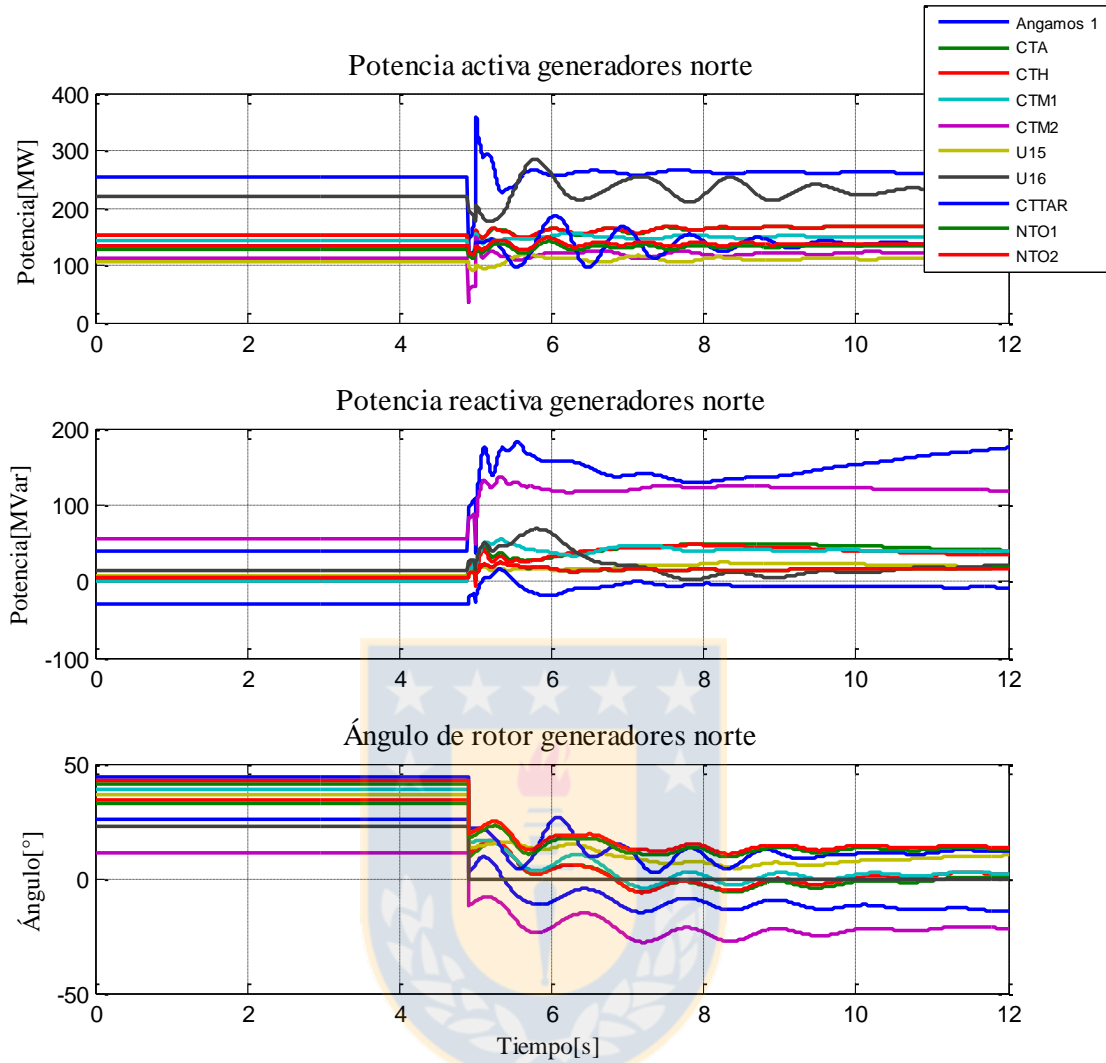 Angamos 1
CTA
CTH
CTM1
CTM2
U15
U16
CTTAR
NTO1
NTO2
Potencia activa generadores norte
Potencia[MW]
400
300
200
100
0
0 2 4 6 8 10 12
Potencia reactiva generadores norte
Potencia[MVar]
200
100
0
-100
0 2 4 6 8 10 12
Ángulo de rotor generadores norte
Ángulo[°]
50
0
-50
0 2 4 6 8 10 12
Tiempo[s]